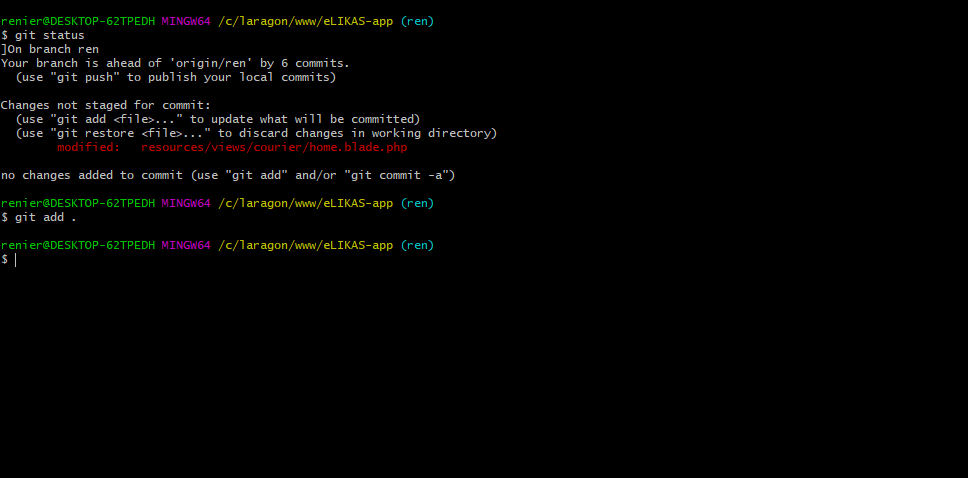 renier@DESKTOP-62TPEDH MINGW64 /c/laragon/www/eLIKAS-app (ren)
$ git status
]On branch ren
Your branch is ahead of 'origin/ren' by 6 commits.
  (use "git push" to publish your local commits)

Changes not staged for commit:
  (use "git add <file>..." to update what will be committed)
  (use "git restore <file>..." to discard changes in working directory)
        modified:   resources/views/courier/home.blade.php

no changes added to commit (use "git add" and/or "git commit -a")

renier@DESKTOP-62TPEDH MINGW64 /c/laragon/www/eLIKAS-app (ren)
$ git add .

renier@DESKTOP-62TPEDH MINGW64 /c/laragon/www/eLIKAS-app (ren)
$